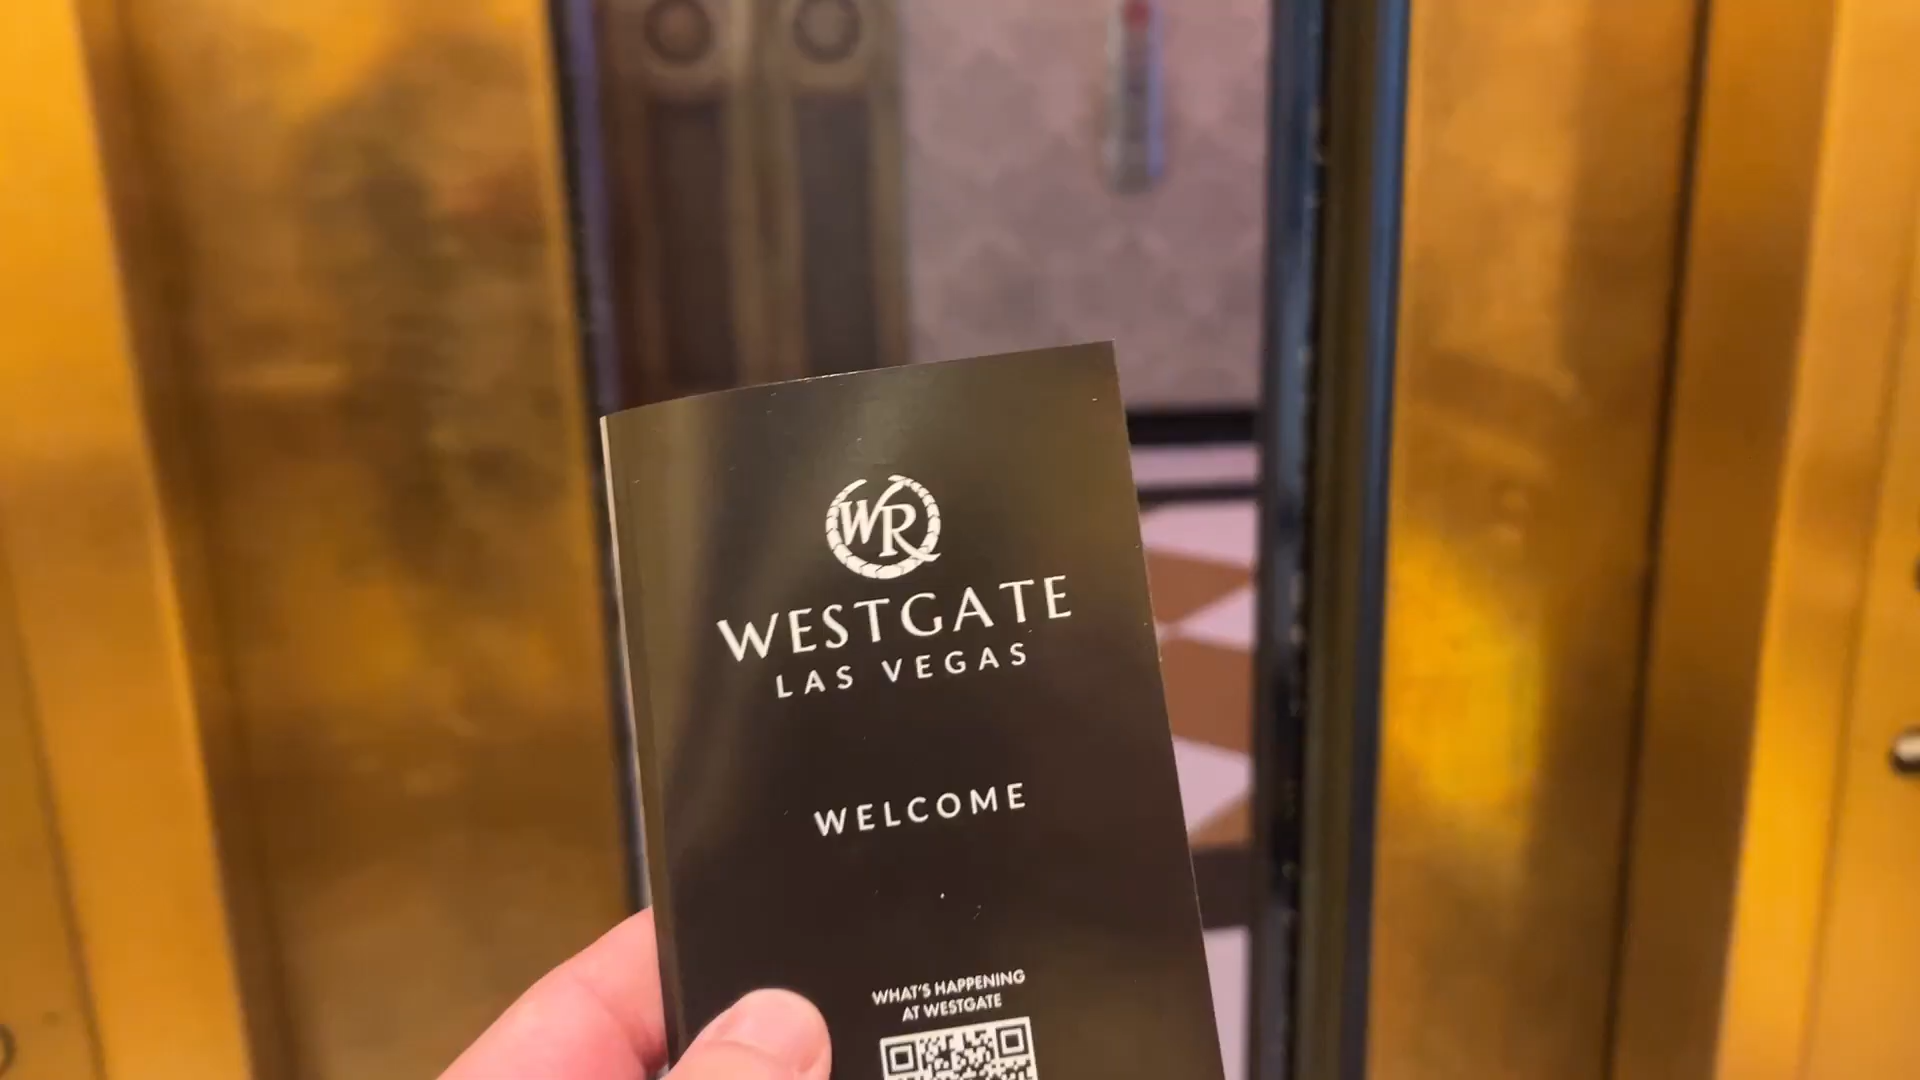 WR
WESTGATE
LAS VEGAS
WELCOME
WHAT'S HAPPENING
AT WESTGATE